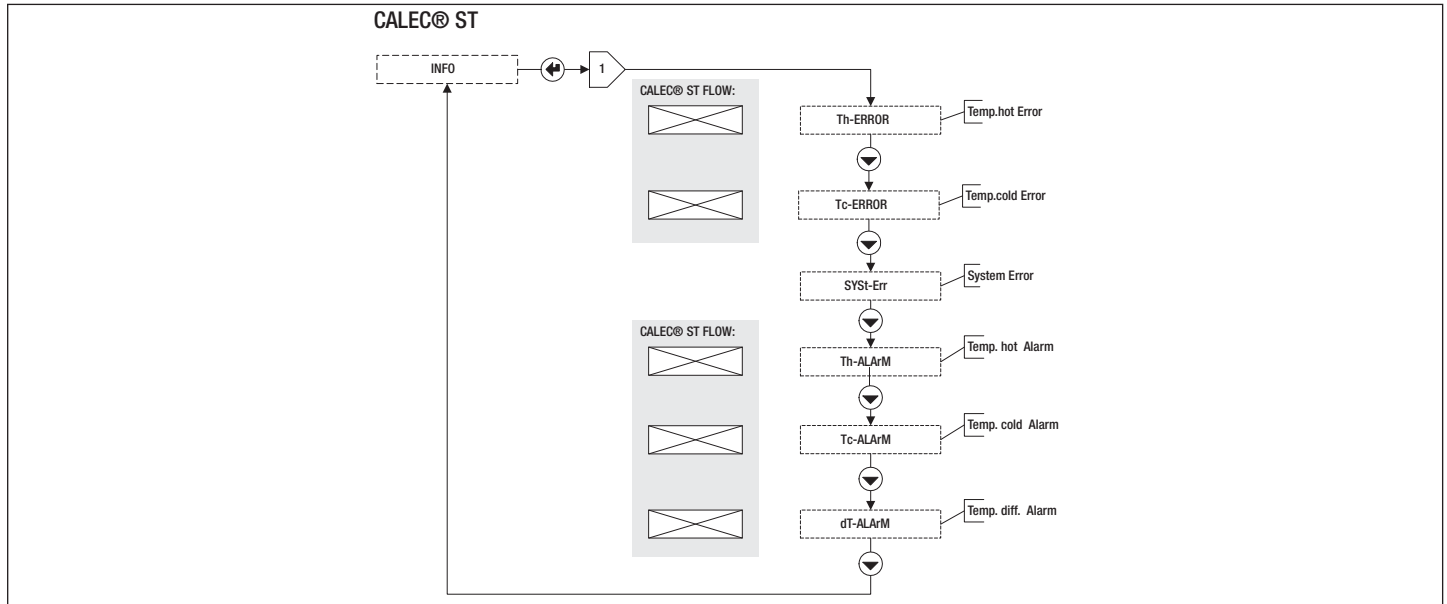 CALEC® ST
INFO
1
CALEC® ST FLOW:
Th-ERROR
Temp.hot Error
Tc-ERROR
Temp.cold Error
SYSt-Err
System Error
CALEC® ST FLOW:
Th-ALArM
Temp. hot Alarm
Tc-ALArM
Temp. cold Alarm
dT-ALArM
Temp. diff. Alarm